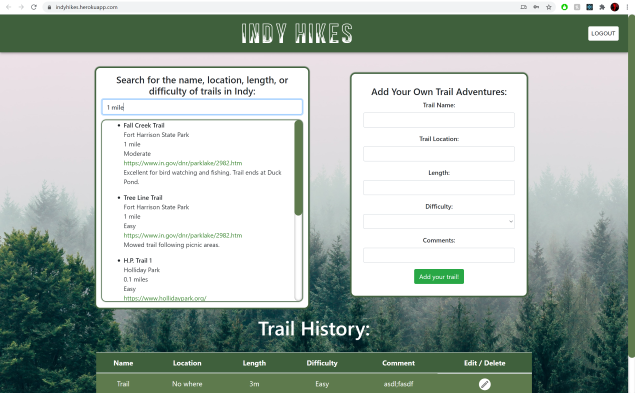 indyhikes.herokuapp.com
INDY HIKES
LOGOUT
Search for the name, location, length, or
difficulty of trails in Indy:
1 mile
Fall Creek Trail
Fort Harrison State Park
1 mile
Moderate
https://www.in.gov/dnr/parklake/2982.htm
Excellent for bird watching and fishing. Trail ends at Duck
Pond.
Tree Line Trail
Fort Harrison State Park
1 mile
Easy
https://www.in.gov/dnr/parklake/2982.htm
Mowed trail following picnic areas.
H.P. Trail 1
Holliday Park
0.1 miles
Easy
https://www.hollidaypark.org/
Add Your Own Trail Adventures:
Trail Name:
Trail Location:
Length:
Difficulty:
Comments:
Add your trail!
Trail History:
Name Location Length Difficulty Comment Edit / Delete
Trail No where 3m Easy asdl;fasdf